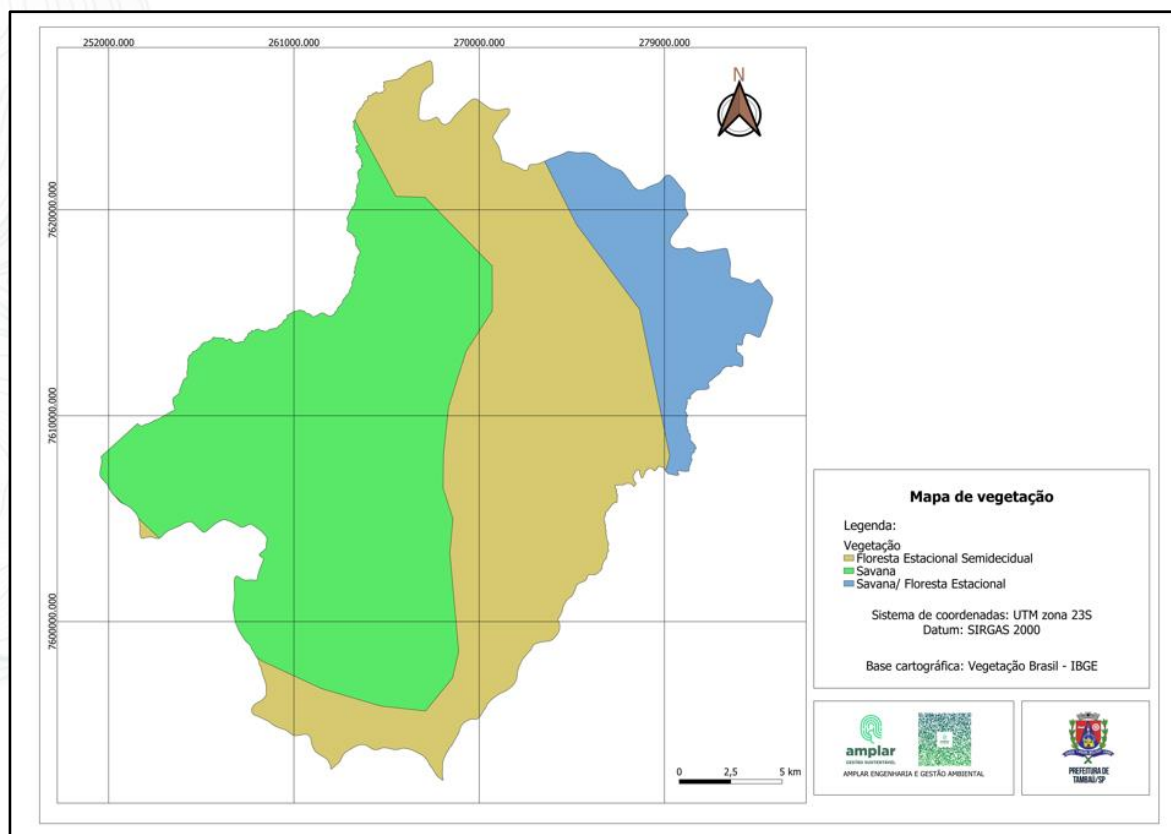 252000.000
261000.000
270000.000
279000.000
N
7620000.000
7610000.000
7600000.000
Mapa de vegetação
Legenda:
Vegetação
Floresta Estacional Semidecidual
Savana
Savana/ Floresta Estacional
Sistema de coordenadas: UTM zona 23S
Datum: SIRGAS 2000
Base cartográfica: Vegetação Brasil - IBGE
0 2,5 5 km
amplar
GESTÃO SUSTENTÁVEL
AMPLAR ENGENHARIA E GESTÃO AMBIENTAL
PREFEITURA DE
TAMBAÚ/SP